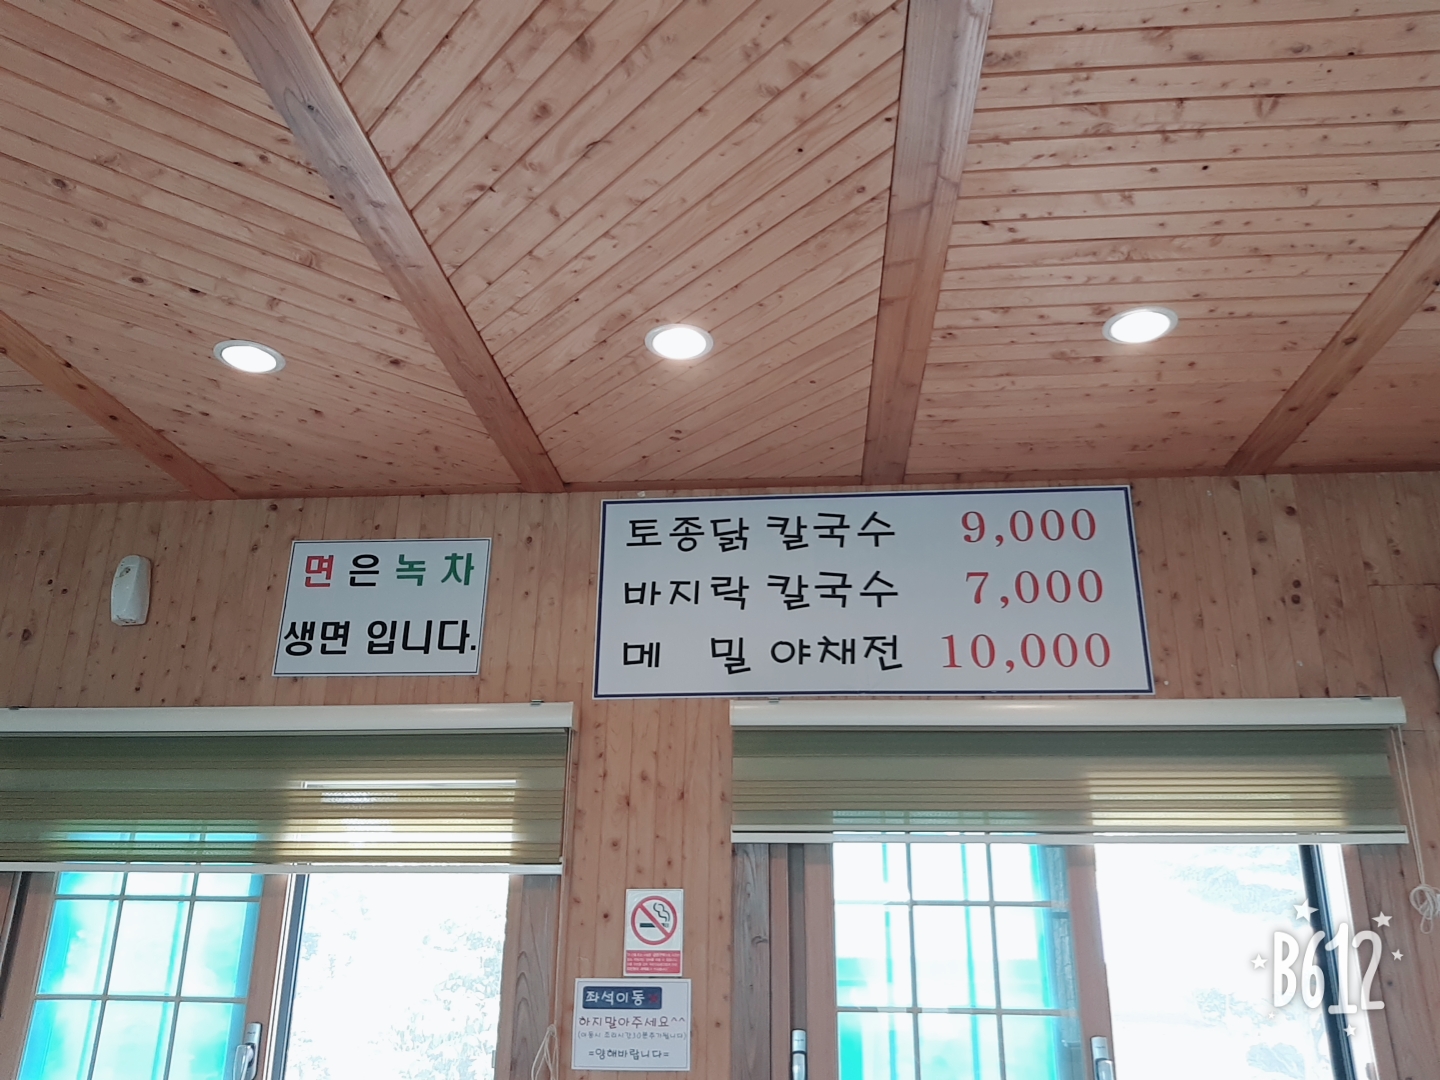 면은 녹차
생면 입니다.
토종닭 칼국수 9,000
바지락 칼국수 7,000
메 밀 야채전 10,000
좌석이동
하지말아주세요^^
=양해바랍니다=
B612